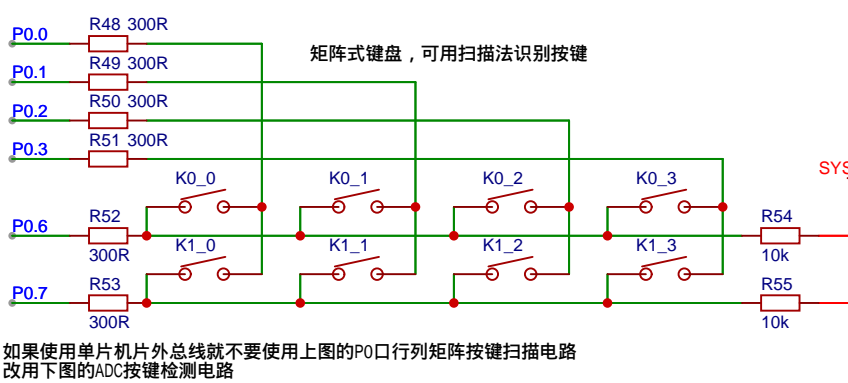 P0.0 R48 300R
矩阵式键盘，可用扫描法识别按键
P0.1 R49 300R
P0.2 R50 300R
P0.3 R51 300R
SYS
K0_0 K0_1 K0_2 K0_3
P0.6 R52 R54
300R 10k
K1_0 K1_1 K1_2 K1_3
P0.7 R53 R55
300R 10k
如果使用单片机片外总线就不要使用上图的P0口行列矩阵按键扫描电路
改用下图的ADC按键检测电路